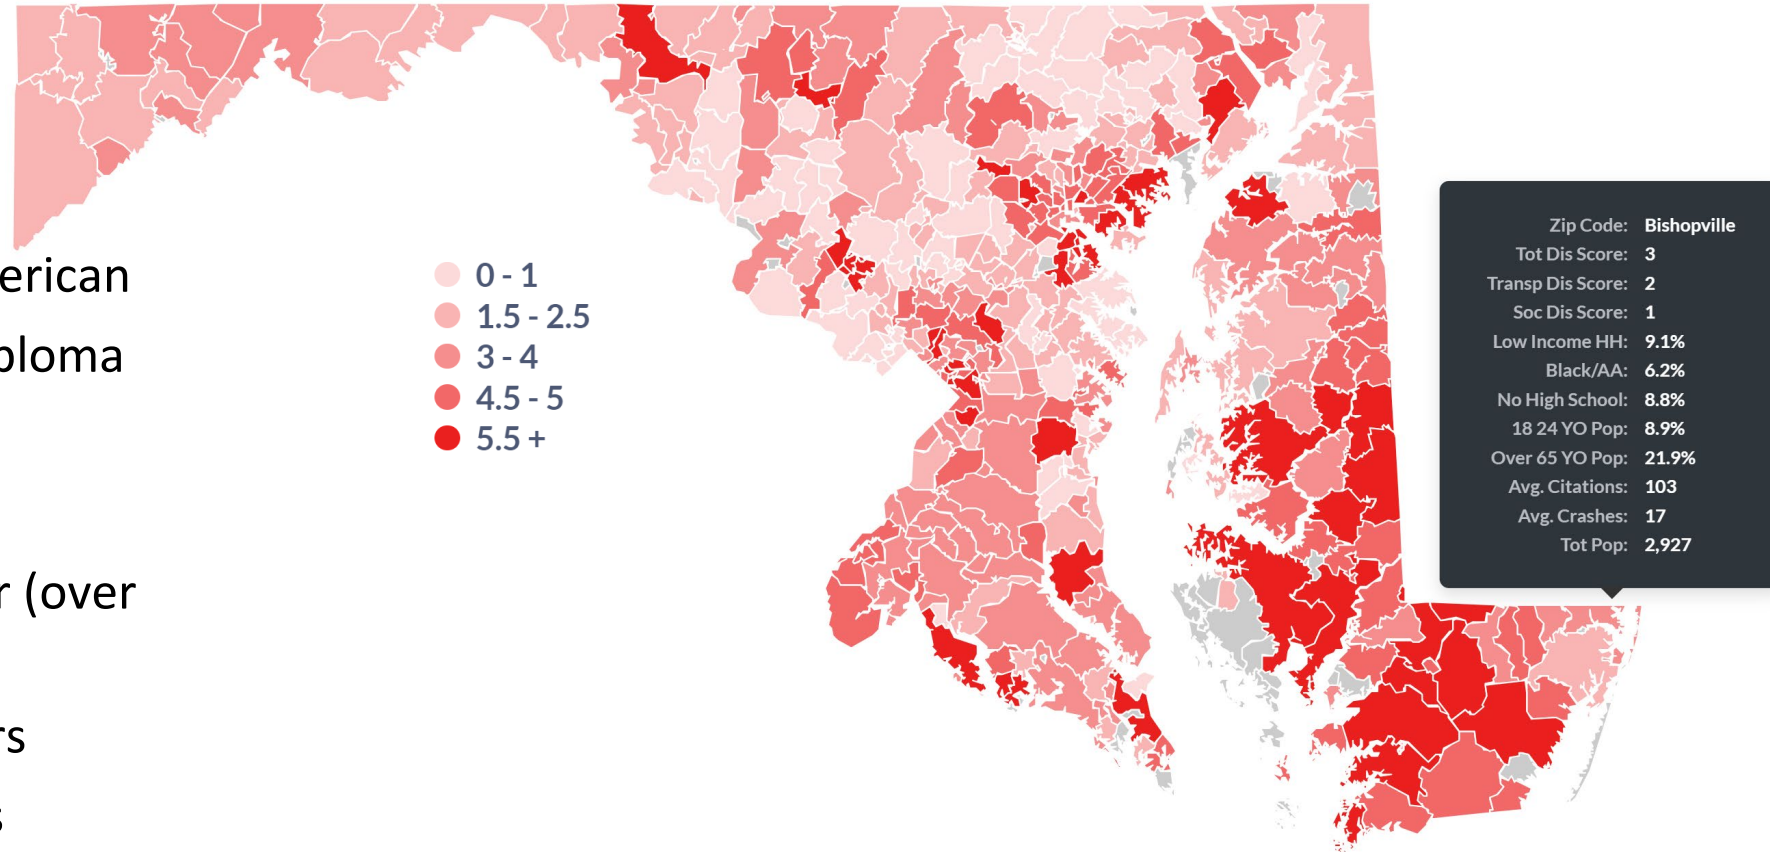 erican
ploma
r (over
rs
s
0 - 1
1.5 - 2.5
3 - 4
4.5 - 5
5.5 +
Zip Code: Bishopville
Tot Dis Score: 3
Transp Dis Score: 2
Soc Dis Score: 1
Low Income HH: 9.1%
Black/AA: 6.2%
No High School: 8.8%
18 24 YO Pop: 8.9%
Over 65 YO Pop: 21.9%
Avg. Citations: 103
Avg. Crashes: 17
Tot Pop: 2,927